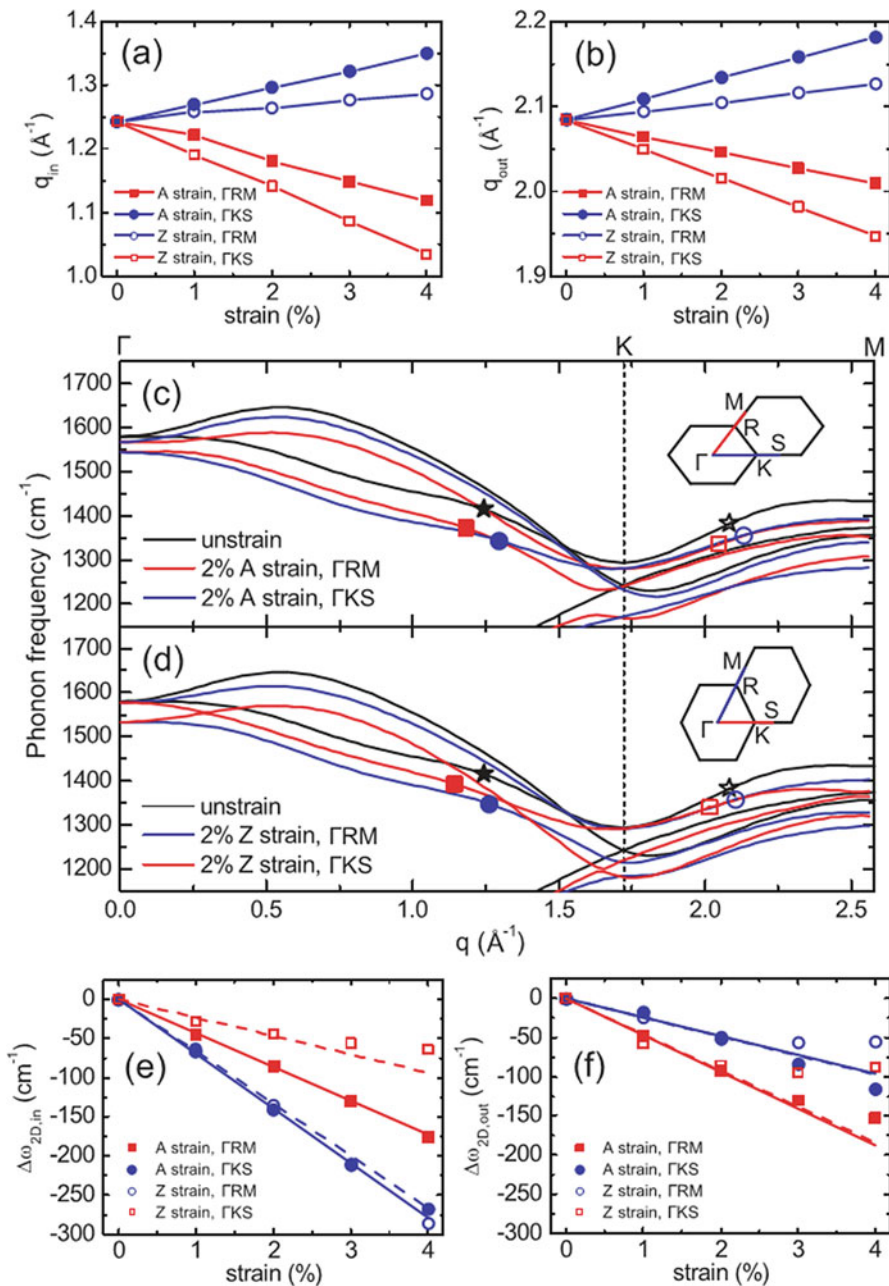 (a)
1.4
1.3
1.2
1.1
1.0
q_in (Å⁻¹)
A strain, ΓRM
A strain, ΓKS
Z strain, ΓRM
Z strain, ΓKS
0 1 2 3 4
strain (%)
(b)
2.2
2.1
2.0
1.9
q_out (Å⁻¹)
A strain, ΓRM
A strain, ΓKS
Z strain, ΓRM
Z strain, ΓKS
0 1 2 3 4
strain (%)
Γ K M
(c)
1700
1600
1500
1400
1300
1200
unstrain
2% A strain, ΓRM
2% A strain, ΓKS
M
R
S
Γ
K
Phonon frequency (cm⁻¹)
(d)
1700
1600
1500
1400
1300
1200
unstrain
2% Z strain, ΓRM
2% Z strain, ΓKS
M
R
S
Γ
K
0.0 0.5 1.0 1.5 2.0 2.5
q (Å⁻¹)
(e)
0
-50
-100
-150
-200
-250
-300
Δω_2D,in (cm⁻¹)
A strain, ΓRM
A strain, ΓKS
Z strain, ΓRM
Z strain, ΓKS
0 1 2 3 4
strain (%)
(f)
0
-50
-100
-150
-200
-250
-300
Δω_2D,out (cm⁻¹)
A strain, ΓRM
A strain, ΓKS
Z strain, ΓRM
Z strain, ΓKS
0 1 2 3 4
strain (%)